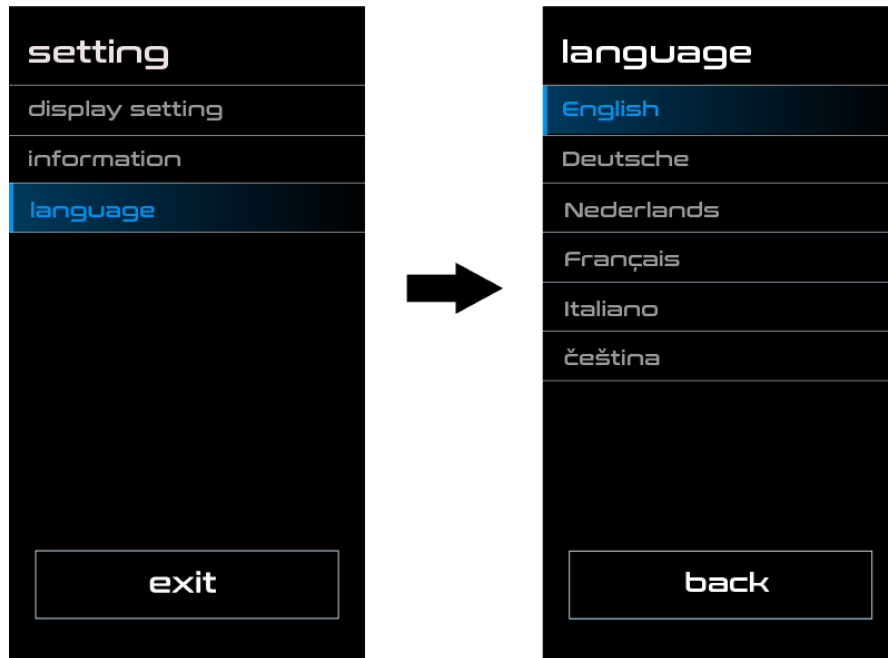 setting
display setting
information
language
exit
language
English
Deutsche
Nederlands
Français
Italiano
čeština
back